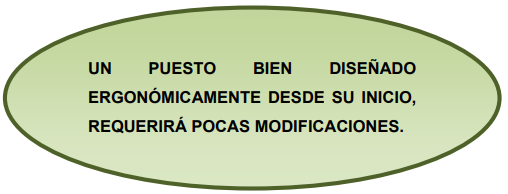 UN PUESTO BIEN DISEÑADO
ERGONÓMICAMENTE DESDE SU INICIO,
REQUERIRÁ POCAS MODIFICACIONES.